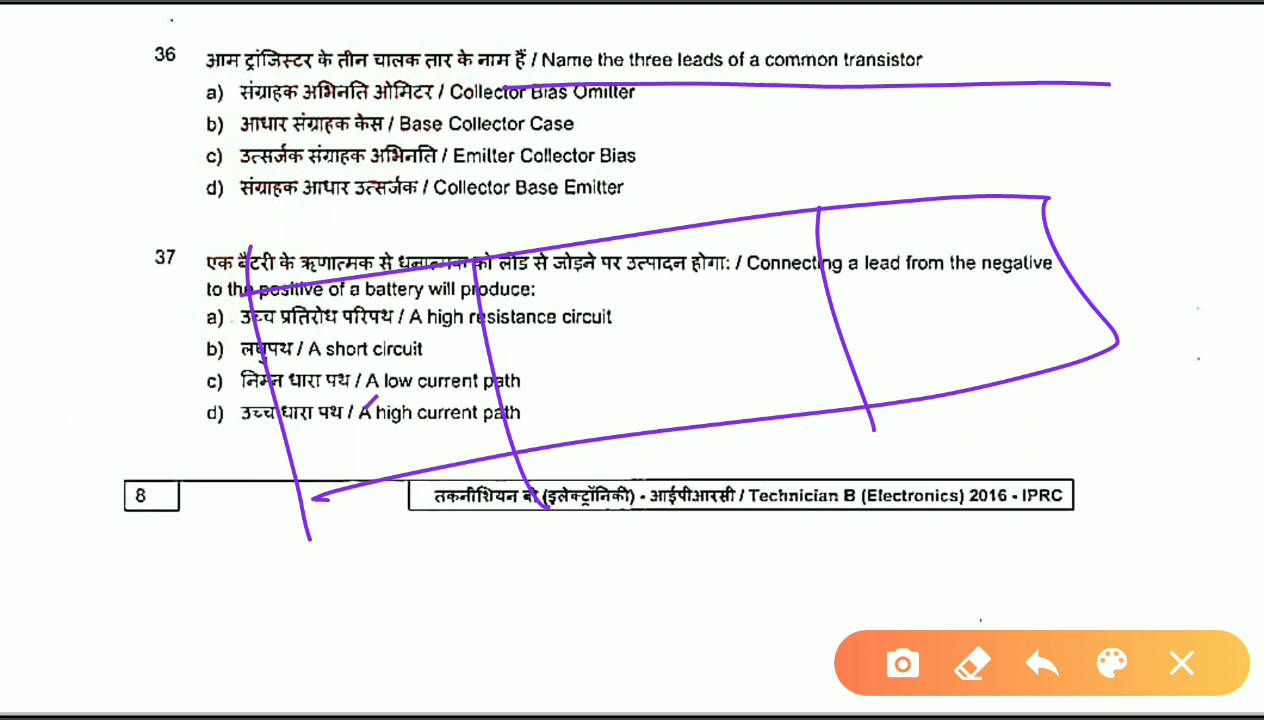 36 आम ट्रांजिस्टर के तीन चालक तार के नाम हैं / Name the three leads of a common transistor
a) संग्राहक अभिनति ओमिटर / Collector Bias Omitter
b) आधार संग्राहक केस / Base Collector Case
c) उत्सर्जक संग्राहक अभिनति / Emitter Collector Bias
d) संग्राहक आधार उत्सर्जक / Collector Base Emitter
37 एक बैटरी के ऋणात्मक से धनात्मक को लीड से जोड़ने पर उत्पादन होगा: / Connecting a lead from the negative
to the positive of a battery will produce:
a) उच्च प्रतिरोध परिपथ / A high resistance circuit
b) लघुपथ / A short circuit
c) निम्न धारा पथ / A low current path
d) उच्च धारा पथ / A high current path
8 तकनीशियन बी (इलेक्ट्रॉनिकी) - आईपीआरसी / Technician B (Electronics) 2016 - IPRC